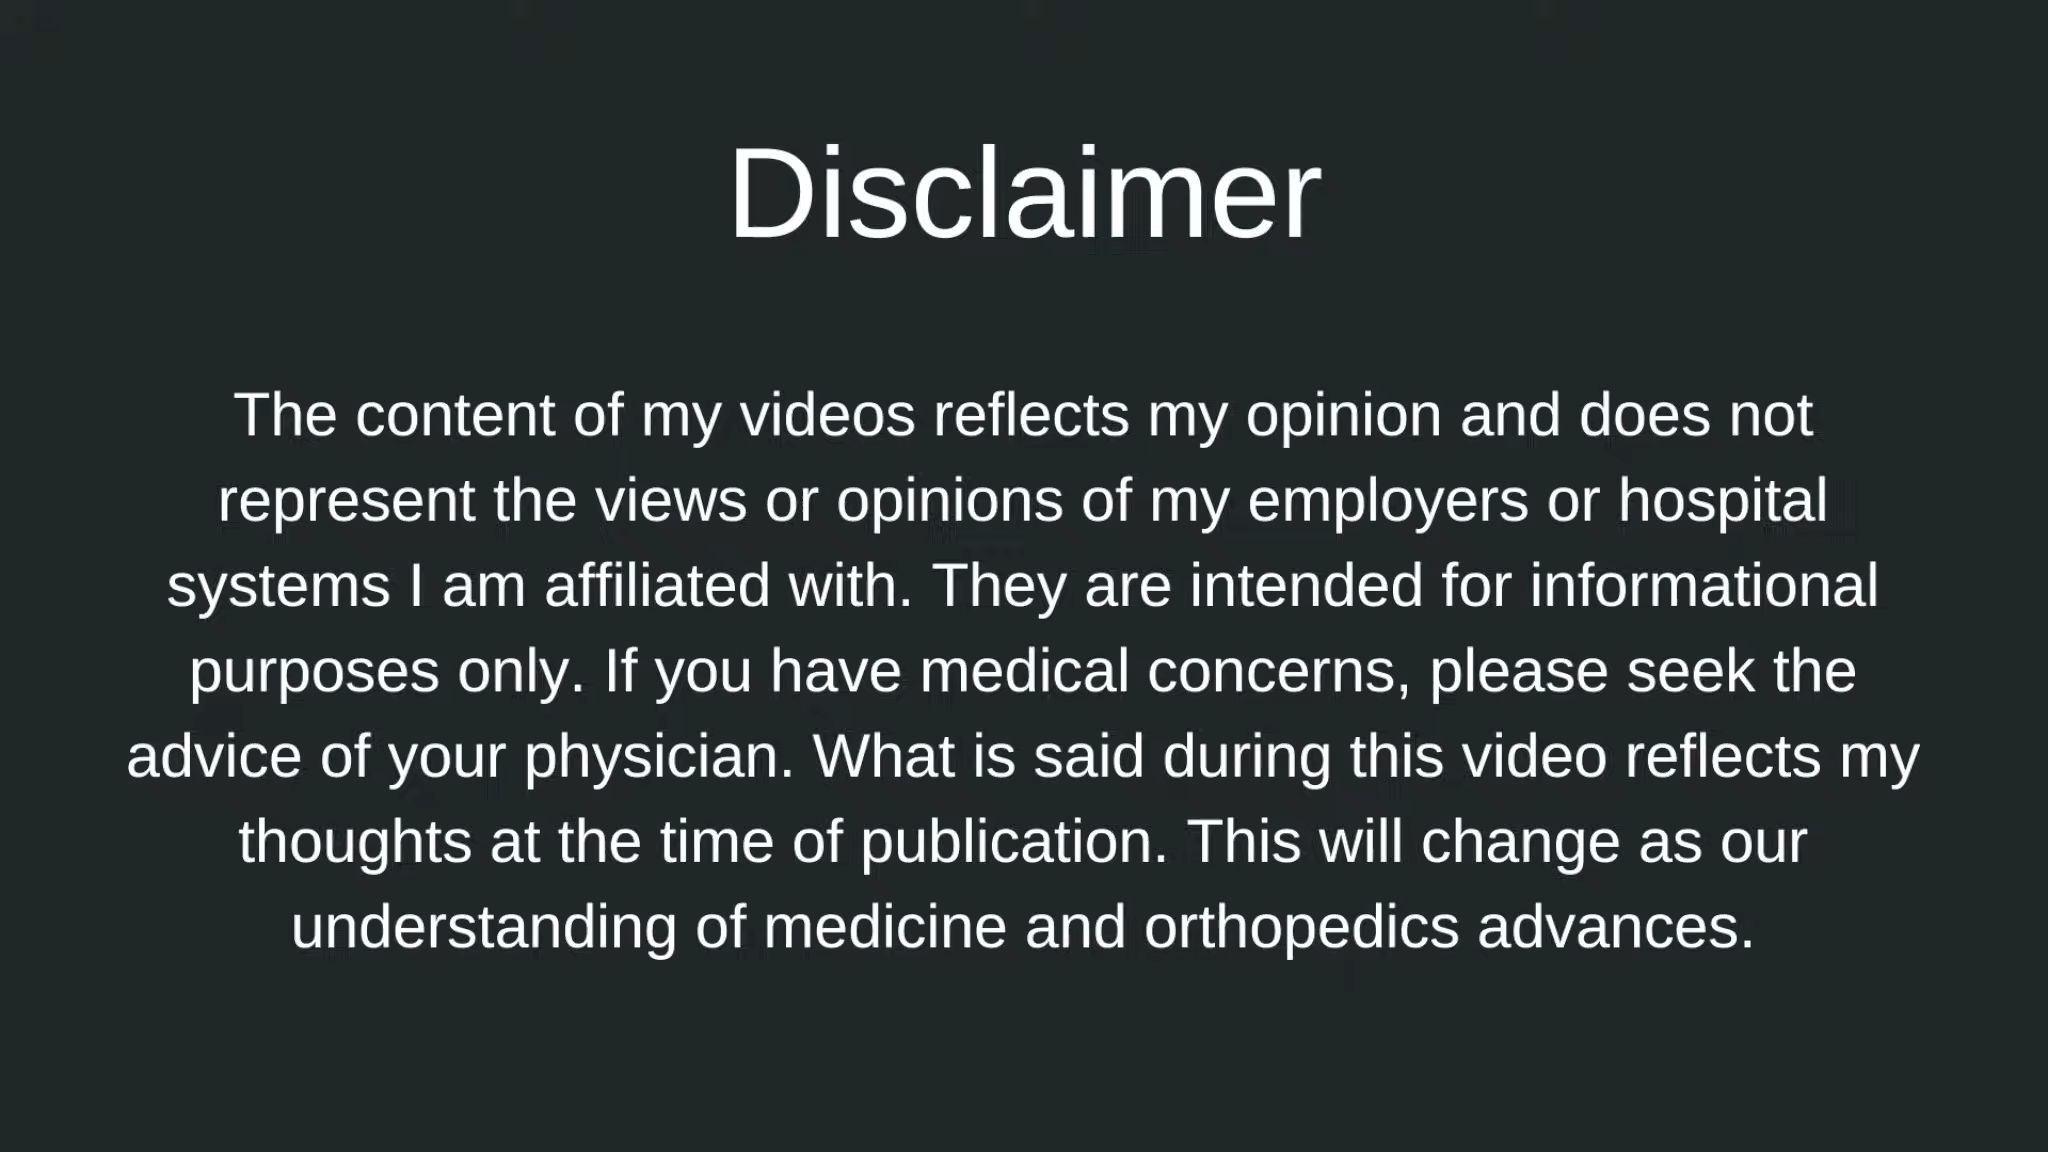 Disclaimer
The content of my videos reflects my opinion and does not
represent the views or opinions of my employers or hospital
systems I am affiliated with. They are intended for informational
purposes only. If you have medical concerns, please seek the
advice of your physician. What is said during this video reflects my
thoughts at the time of publication. This will change as our
understanding of medicine and orthopedics advances.